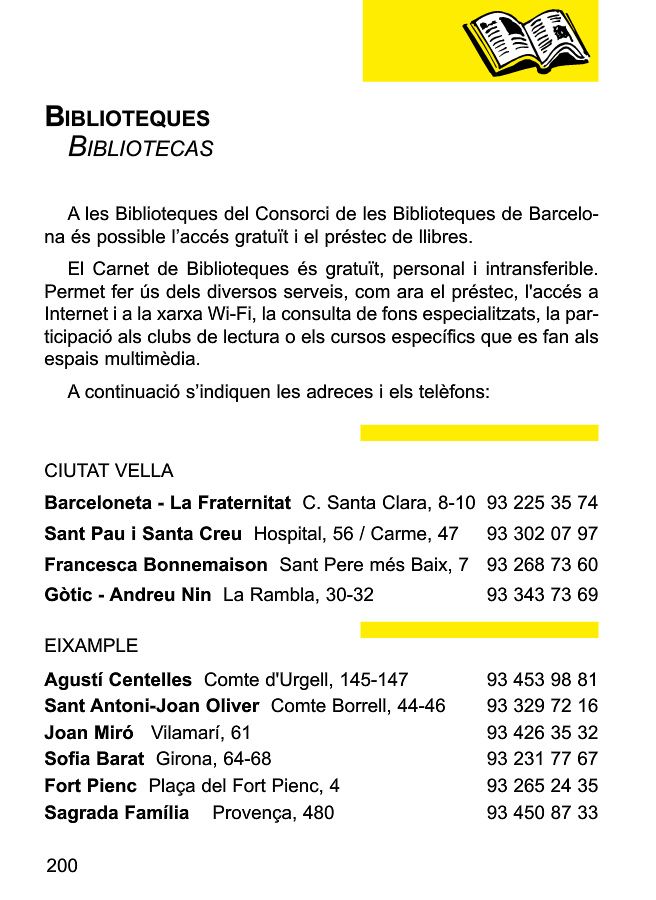 BIBLIOTEQUES
BIBLIOTECAS
A les Biblioteques del Consorci de les Biblioteques de Barcelo-
na és possible l’accés gratuït i el préstec de llibres.
El Carnet de Biblioteques és gratuït, personal i intransferible.
Permet fer ús dels diversos serveis, com ara el préstec, l'accés a
Internet i a la xarxa Wi-Fi, la consulta de fons especialitzats, la par-
ticipació als clubs de lectura o els cursos específics que es fan als
espais multimèdia.
A continuació s’indiquen les adreces i els telèfons:
CIUTAT VELLA
Barceloneta - La Fraternitat C. Santa Clara, 8-10 93 225 35 74
Sant Pau i Santa Creu Hospital, 56 / Carme, 47 93 302 07 97
Francesca Bonnemaison Sant Pere més Baix, 7 93 268 73 60
Gòtic - Andreu Nin La Rambla, 30-32 93 343 73 69
EIXAMPLE
Agustí Centelles Comte d'Urgell, 145-147 93 453 98 81
Sant Antoni-Joan Oliver Comte Borrell, 44-46 93 329 72 16
Joan Miró Vilamarí, 61 93 426 35 32
Sofia Barat Girona, 64-68 93 231 77 67
Fort Pienc Plaça del Fort Pienc, 4 93 265 24 35
Sagrada Família Provença, 480 93 450 87 33
200